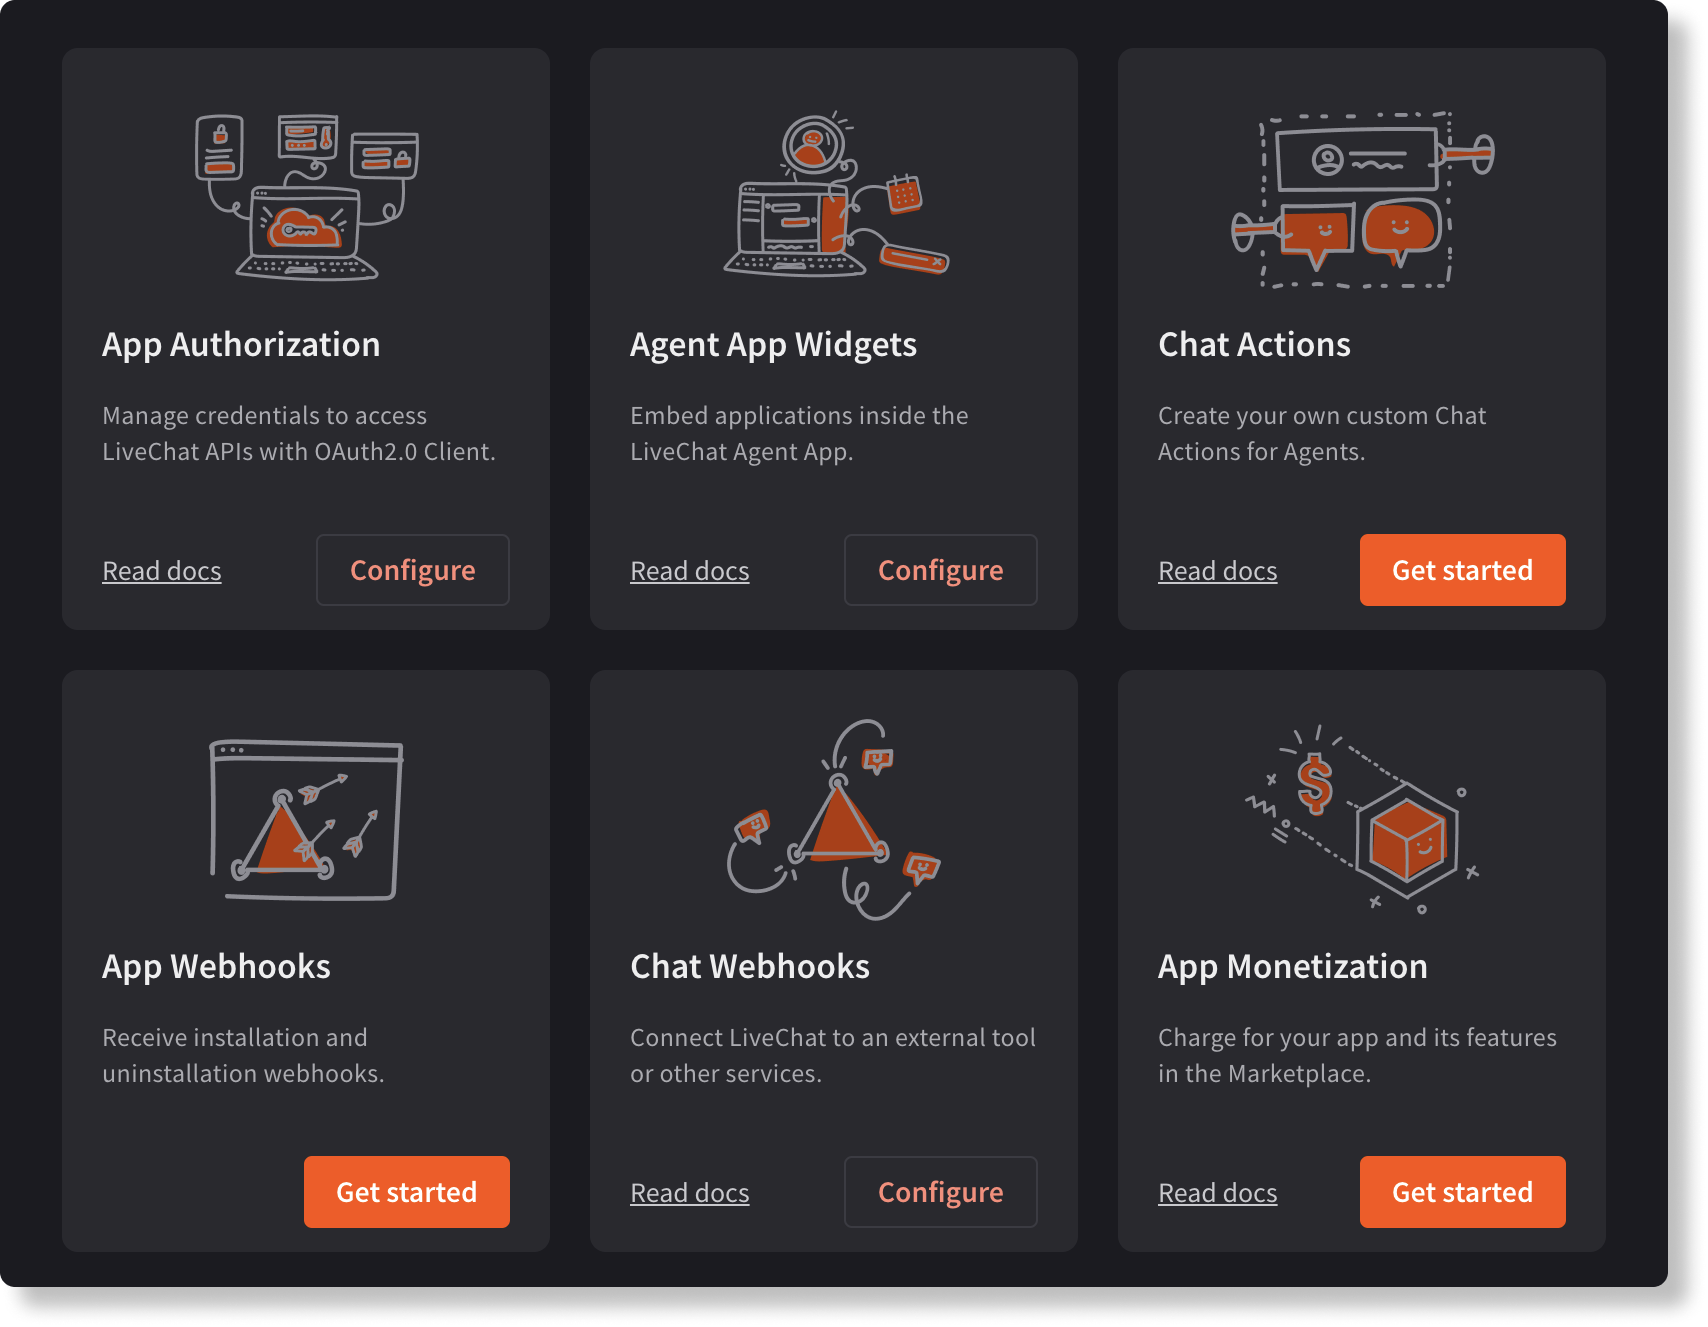 App Authorization
Manage credentials to access
LiveChat APIs with OAuth2.0 Client.
Read docs
Configure
Agent App Widgets
Embed applications inside the
LiveChat Agent App.
Read docs
Configure
Chat Actions
Create your own custom Chat
Actions for Agents.
Read docs
Get started
App Webhooks
Receive installation and
uninstallation webhooks.
Get started
Chat Webhooks
Connect LiveChat to an external tool
or other services.
Read docs
Configure
$
App Monetization
Charge for your app and its features
in the Marketplace.
Read docs
Get started